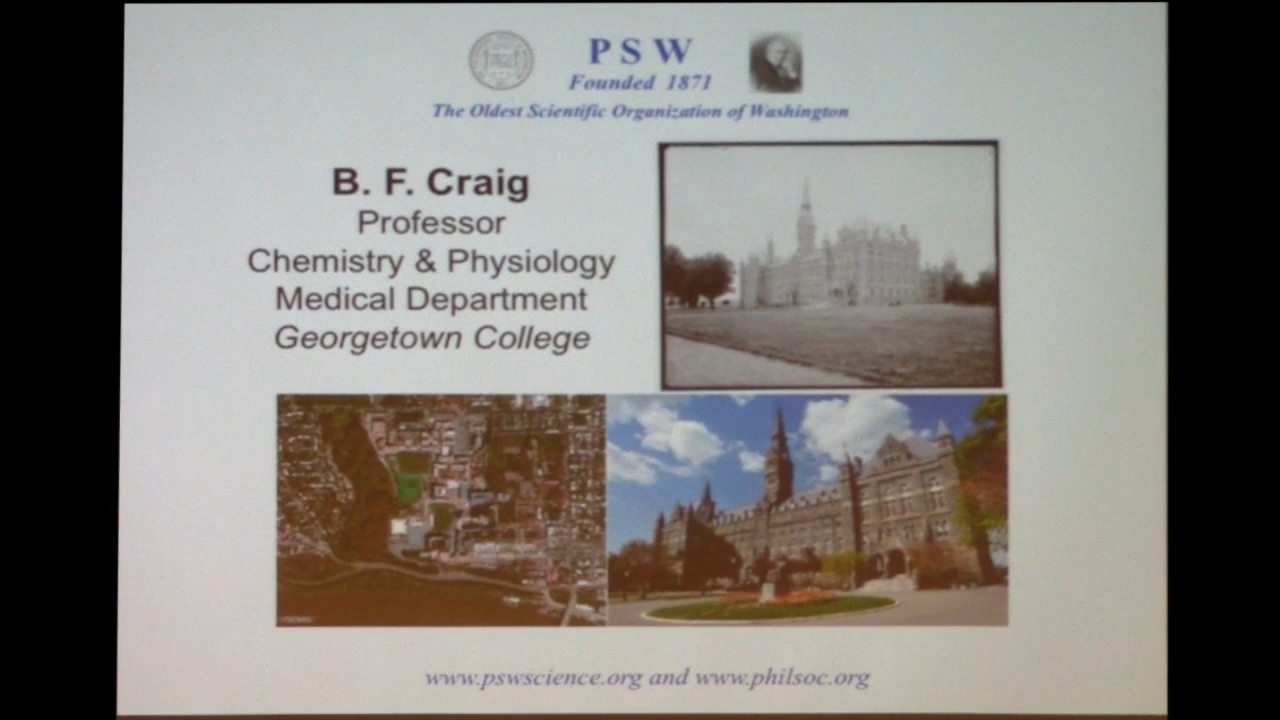 PSW
Founded 1871
The Oldest Scientific Organization of Washington
B. F. Craig
Professor
Chemistry & Physiology
Medical Department
Georgetown College
www.pswscience.org and www.philsoc.org